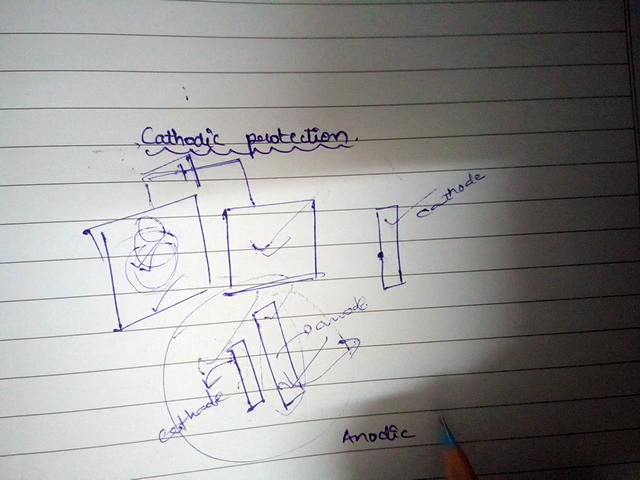 Cathodic protection.
Cathode
anode
Cathode
Anodic